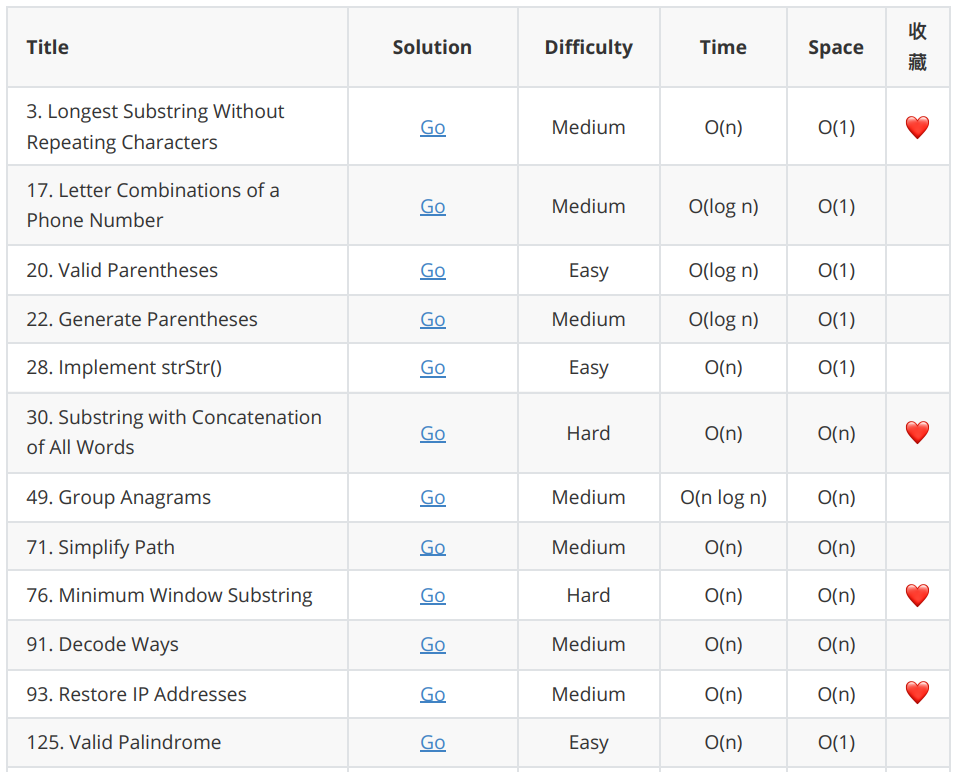 Title Solution Difficulty Time Space 收藏
3. Longest Substring Without Repeating Characters Go Medium O(n) O(1) ❤️
17. Letter Combinations of a Phone Number Go Medium O(log n) O(1)
20. Valid Parentheses Go Easy O(log n) O(1)
22. Generate Parentheses Go Medium O(log n) O(1)
28. Implement strStr() Go Easy O(n) O(1)
30. Substring with Concatenation of All Words Go Hard O(n) O(n) ❤️
49. Group Anagrams Go Medium O(n log n) O(n)
71. Simplify Path Go Medium O(n) O(n)
76. Minimum Window Substring Go Hard O(n) O(n) ❤️
91. Decode Ways Go Medium O(n) O(n)
93. Restore IP Addresses Go Medium O(n) O(n) ❤️
125. Valid Palindrome Go Easy O(n) O(1)